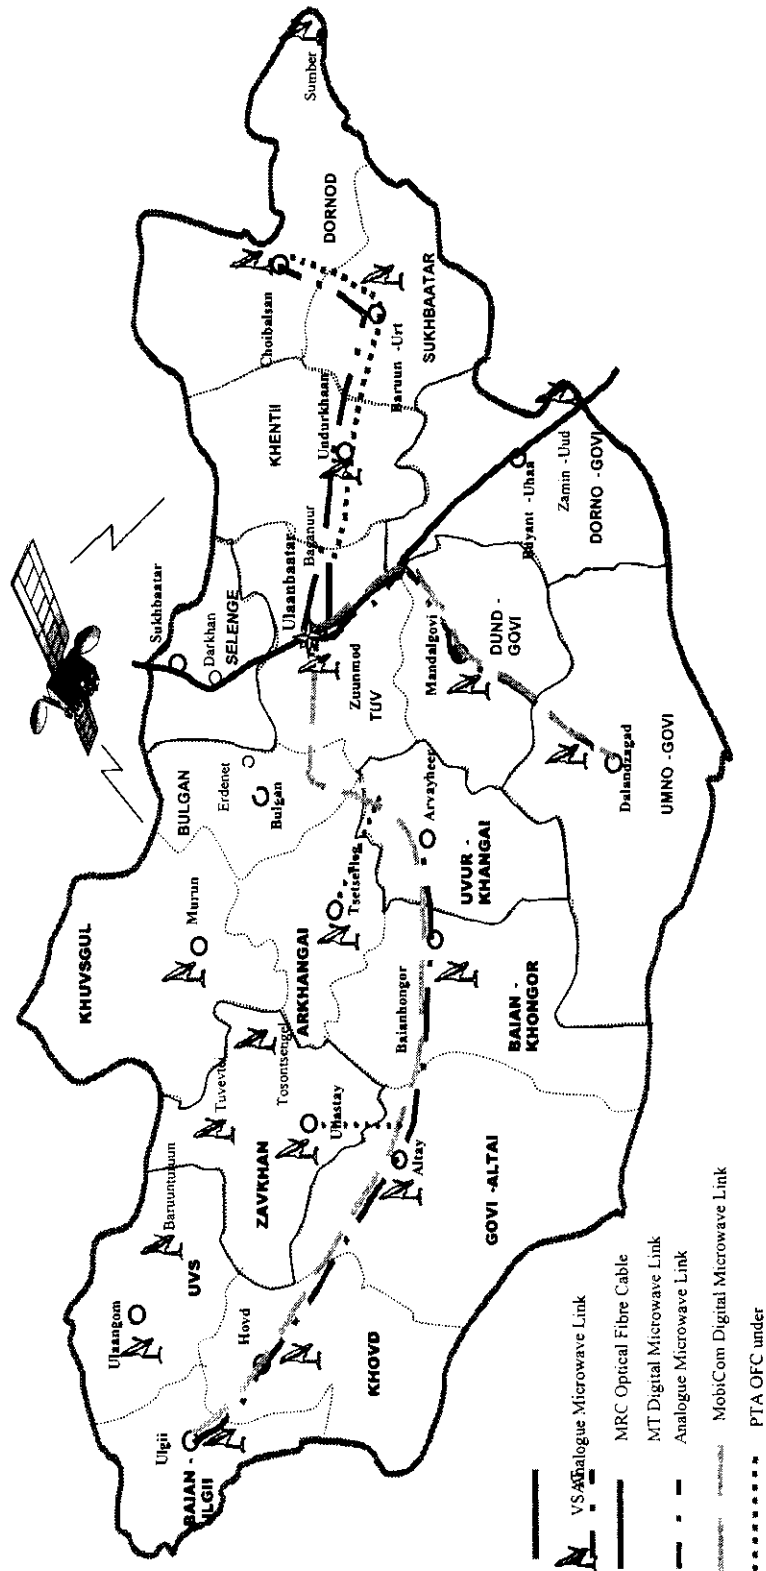 Sumber
DORNOD
Choibalsan
SUKHBAATAR
Baruun -Urt
KHENTII
Undurkhaan
Zamin -Uud
Buyant -Uhaa
DORNO -GOVI
Baganuur
Ulaanbaatar
Sukhbaatar
Darkhan
SELENGE
Zuunmod
TUV
Mandalgovi
DUND -
GOVI
Dalandzagad
UMNO -GOVI
BULGAN
Erdenet
Bulgan
Arvayheer
UVUR -
KHANGAI
Tsetserleg
ARKHANGAI
Murun
KHUVSGUL
Baianhongor
BAIAN -
KHONGOR
Tosontsengel
Uliastay
ZAVKHAN
Altay
GOVI -ALTAI
Baruunturuun
UVS
Ulaangom
Hovd
KHOVD
Ulgii
BAIAN -
ULGII
VSAT
Analogue Microwave Link
MRC Optical Fibre Cable
MT Digital Microwave Link
Analogue Microwave Link
MobiCom Digital Microwave Link
PTA OFC under